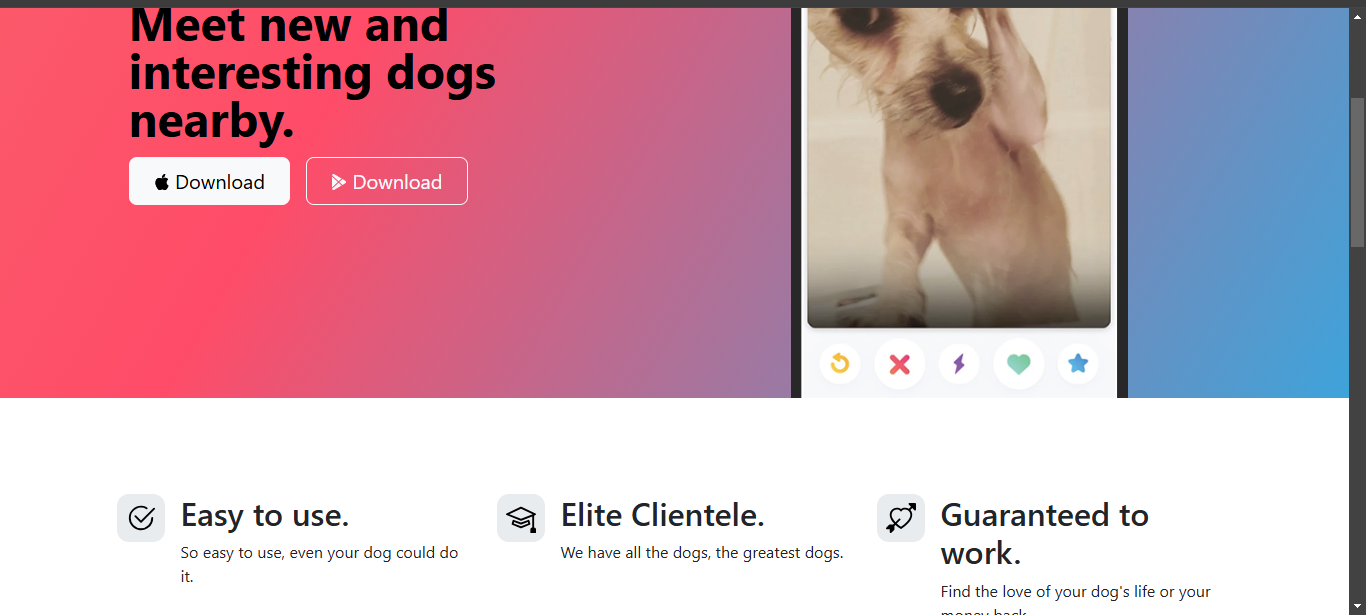 Meet new and
interesting dogs
nearby.
Download
Download
Easy to use.
So easy to use, even your dog could do
it.
Elite Clientele.
We have all the dogs, the greatest dogs.
Guaranteed to
work.
Find the love of your dog's life or your
money back.